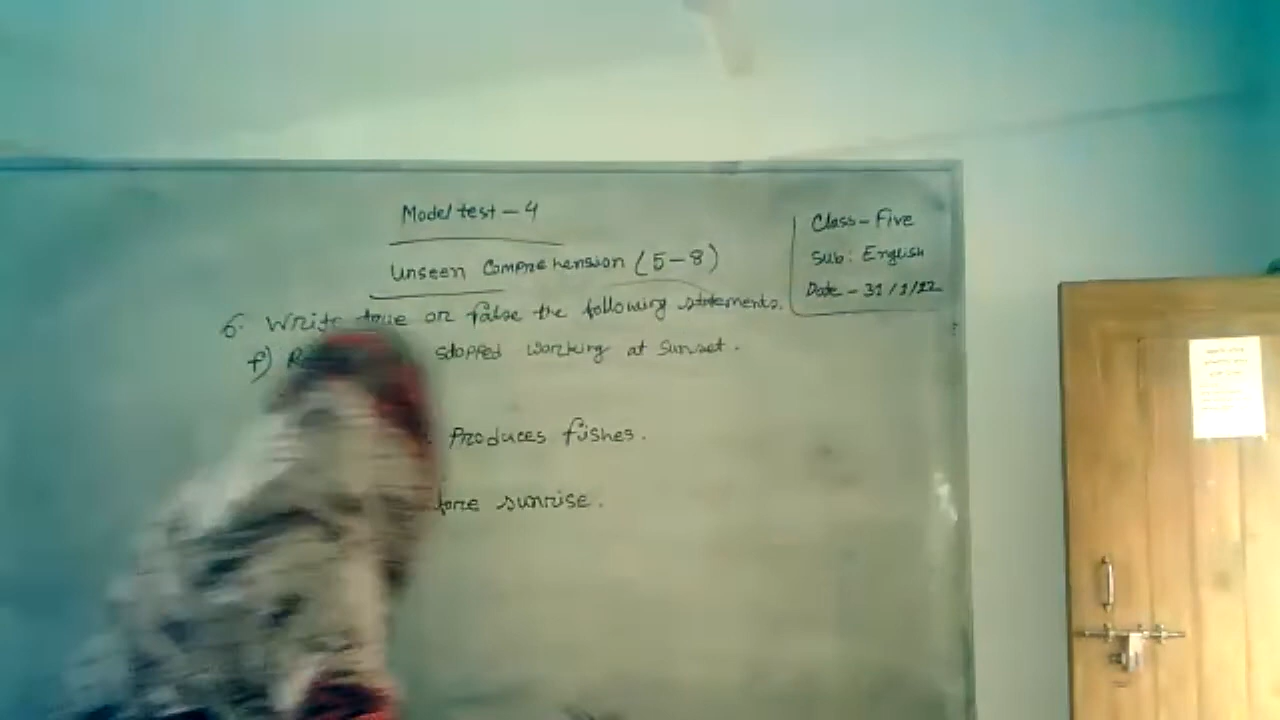 Model test - 4
Unseen Comprehension (5-8)
Class - Five
Sub: English
Date - 31/1/22
6. Write true or false the following statements.
f) stopped working at sunset.
Produces fishes.
sunrise.